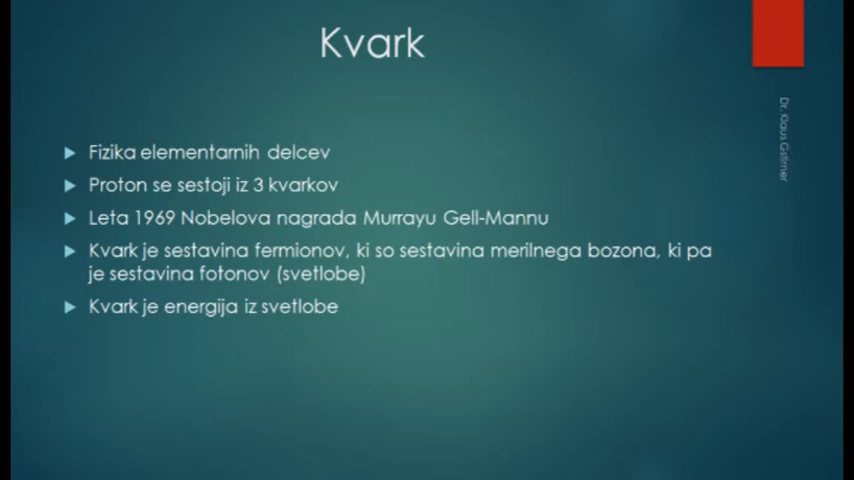 Kvark
Fizika elementarnih delcev
Proton se sestoji iz 3 kvarkov
Leta 1969 Nobelova nagrada Murrayu Gell-Mannu
Kvark je sestavina fermionov, ki so sestavina merilnega bozona, ki pa
je sestavina fotonov (svetlobe)
Kvark je energija iz svetlobe
Dr. Klaus Gstirner